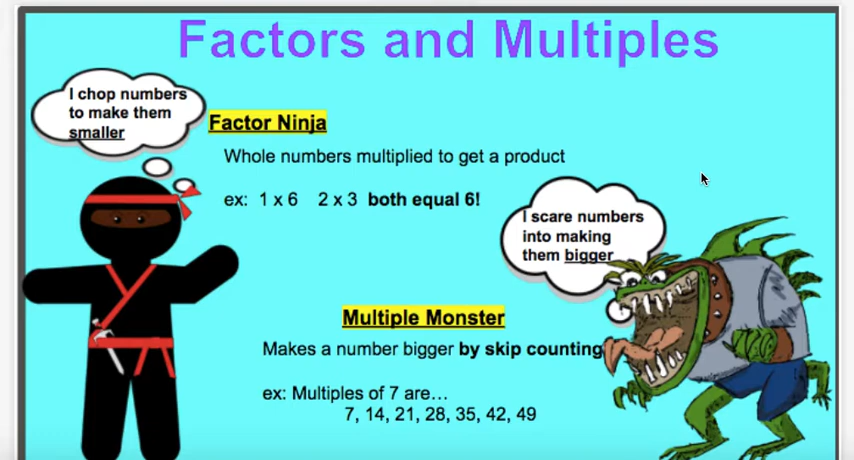 Factors and Multiples
I chop numbers
to make them
smaller
Factor Ninja
Whole numbers multiplied to get a product
ex: 1 x 6 2 x 3 both equal 6!
I scare numbers
into making
them bigger
Multiple Monster
Makes a number bigger by skip counting
ex: Multiples of 7 are…
7, 14, 21, 28, 35, 42, 49